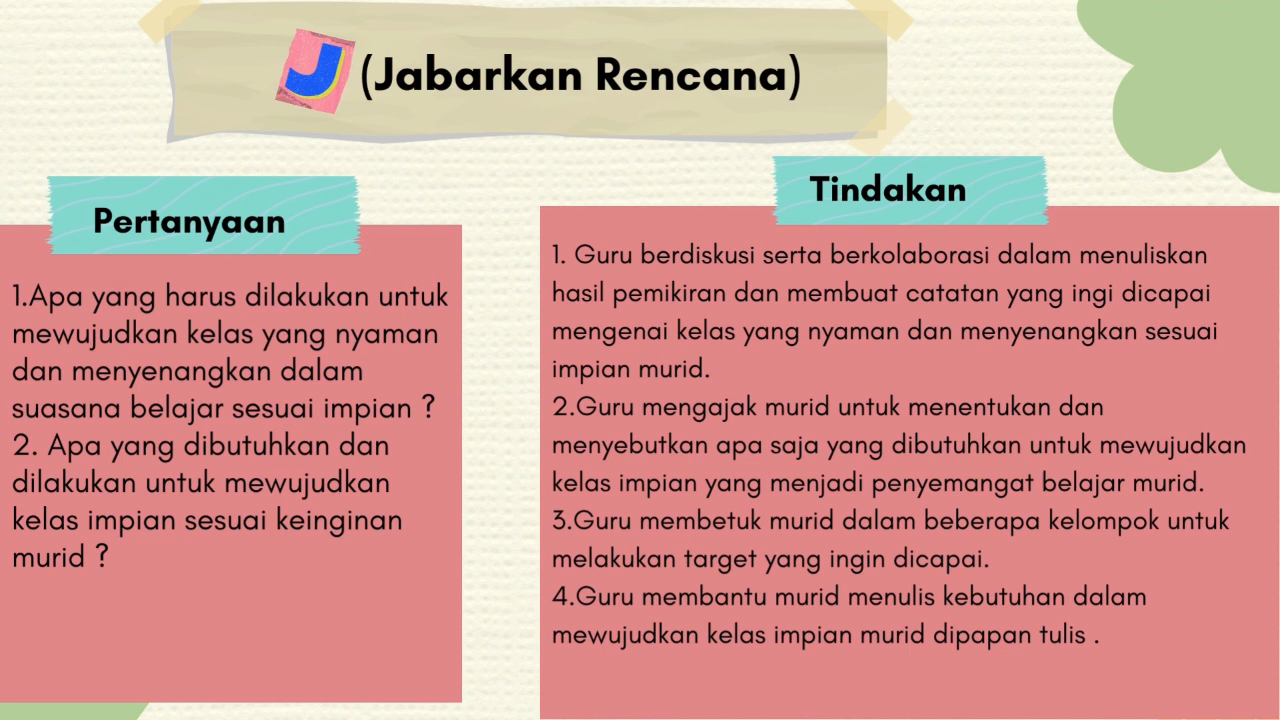 J (Jabarkan Rencana)
Pertanyaan
1.Apa yang harus dilakukan untuk
mewujudkan kelas yang nyaman
dan menyenangkan dalam
suasana belajar sesuai impian ?
2. Apa yang dibutuhkan dan
dilakukan untuk mewujudkan
kelas impian sesuai keinginan
murid ?
Tindakan
1. Guru berdiskusi serta berkolaborasi dalam menuliskan
hasil pemikiran dan membuat catatan yang ingi dicapai
mengenai kelas yang nyaman dan menyenangkan sesuai
impian murid.
2.Guru mengajak murid untuk menentukan dan
menyebutkan apa saja yang dibutuhkan untuk mewujudkan
kelas impian yang menjadi penyemangat belajar murid.
3.Guru membetuk murid dalam beberapa kelompok untuk
melakukan target yang ingin dicapai.
4.Guru membantu murid menulis kebutuhan dalam
mewujudkan kelas impian murid dipapan tulis .